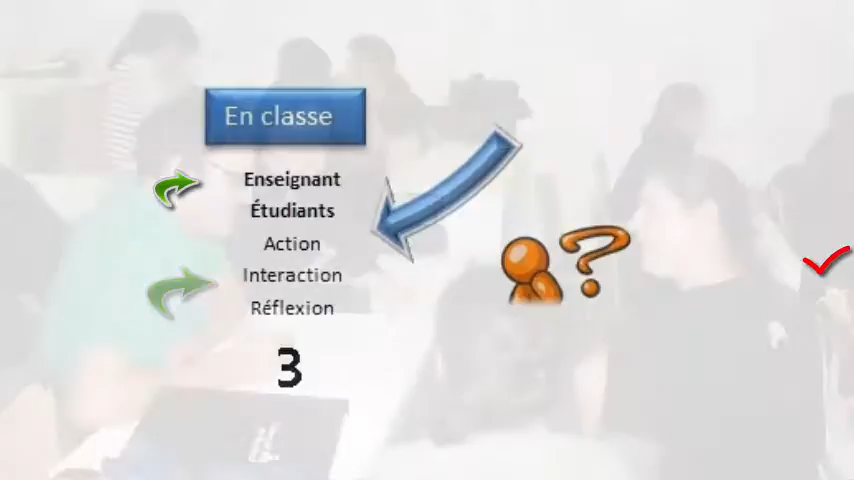 En classe
Enseignant
Étudiants
Action
Interaction
Réflexion
?
3